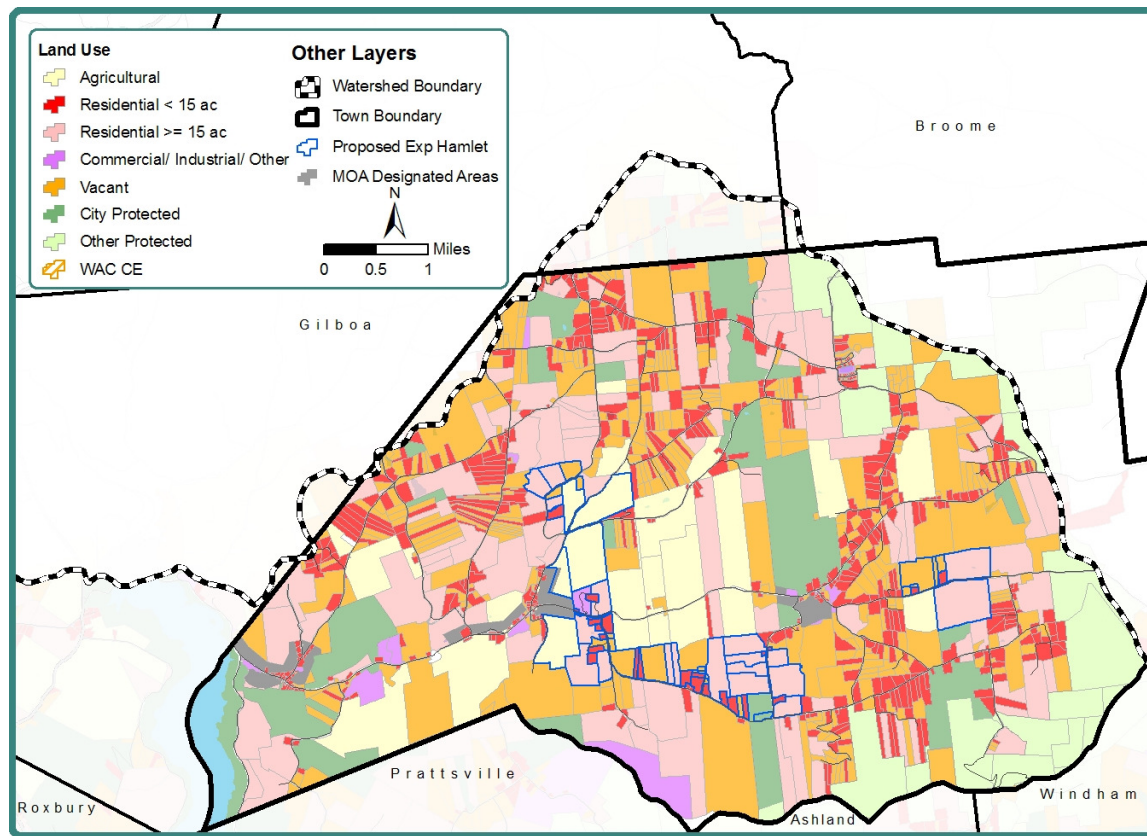 Land Use
Agricultural
Residential < 15 ac
Residential >= 15 ac
Commercial/ Industrial/ Other
Vacant
City Protected
Other Protected
WAC CE
Other Layers
Watershed Boundary
Town Boundary
Proposed Exp Hamlet
MOA Designated Areas
N
Miles
0 0.5 1
Broome
Gilboa
Prattsville
Roxbury
Ashland
Windham